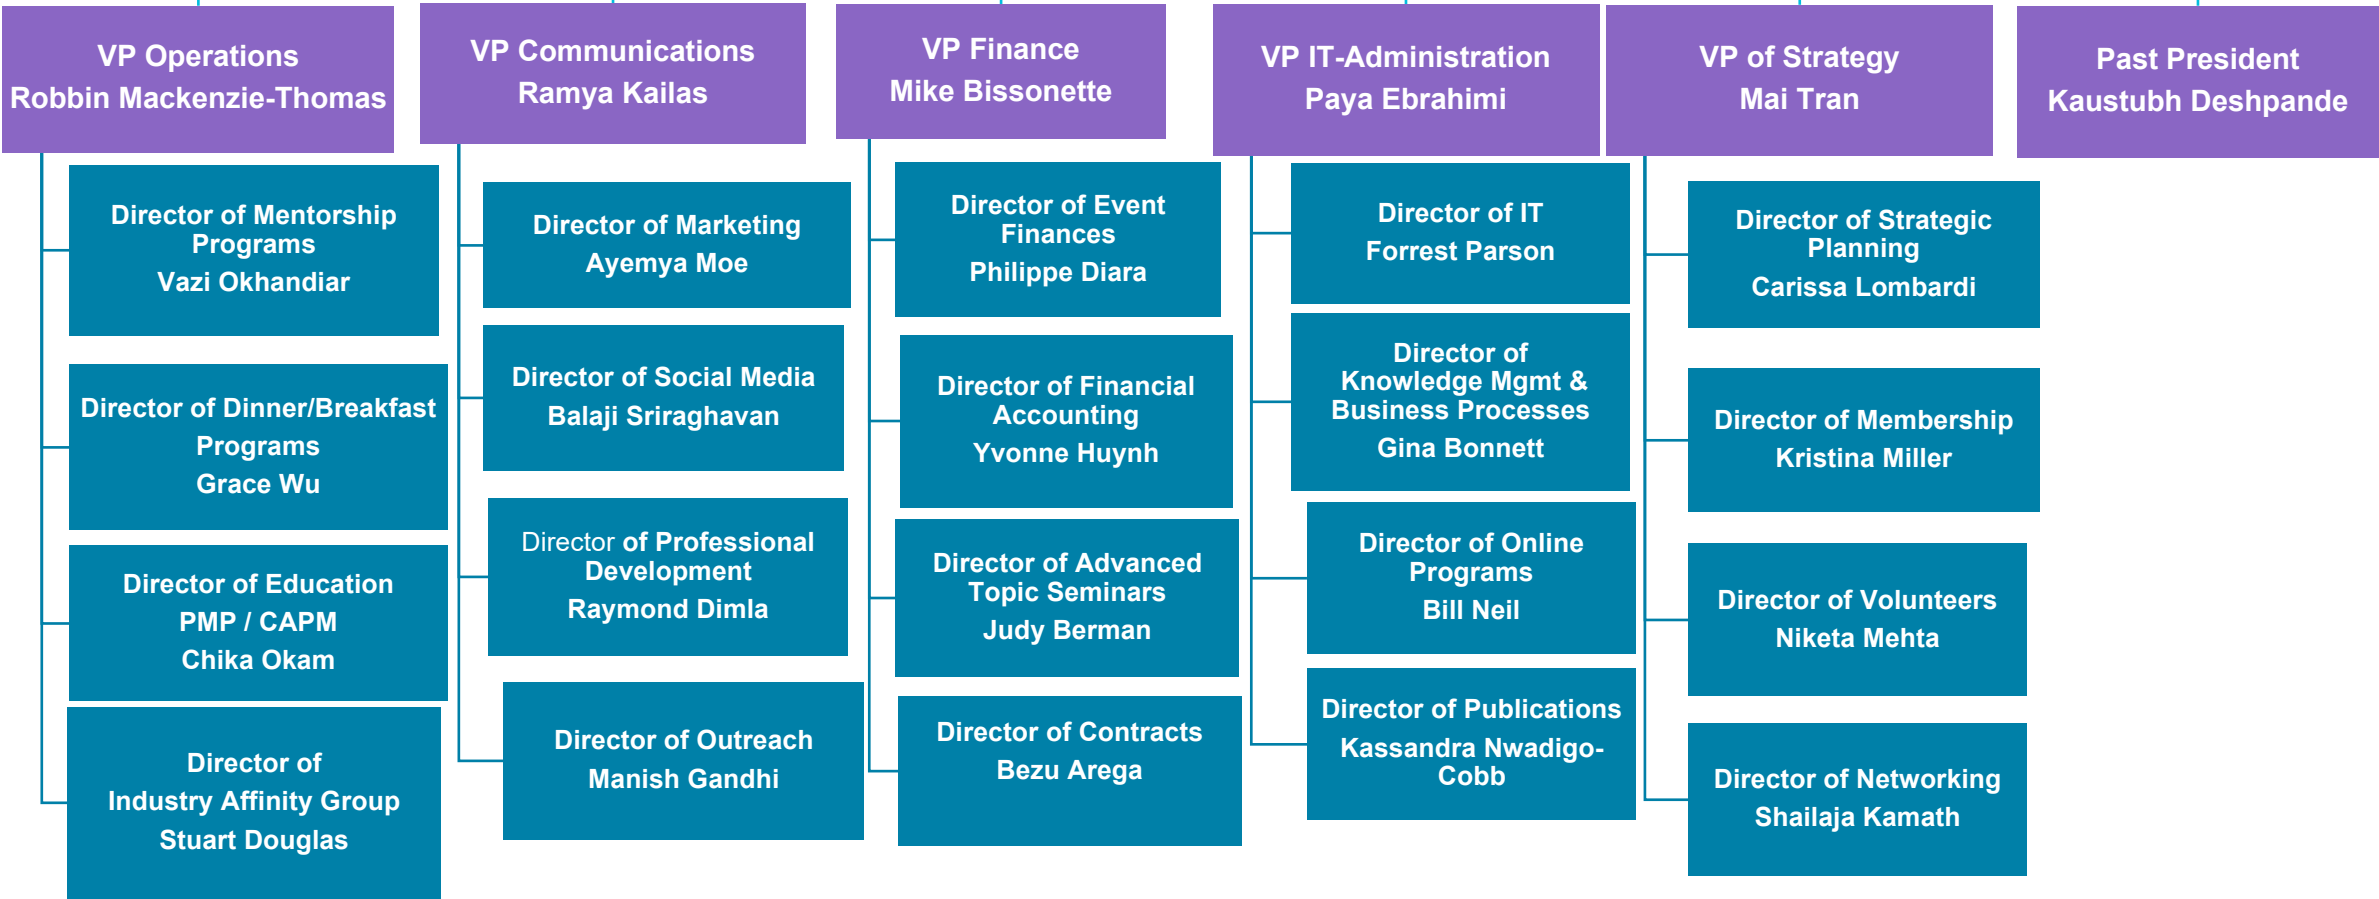 VP Operations
Robbin Mackenzie-Thomas
Director of Mentorship
Programs
Vazi Okhandiar
Director of Dinner/Breakfast
Programs
Grace Wu
Director of Education
PMP / CAPM
Chika Okam
Director of
Industry Affinity Group
Stuart Douglas
VP Communications
Ramya Kailas
Director of Marketing
Ayemya Moe
Director of Social Media
Balaji Sriraghavan
Director of Professional
Development
Raymond Dimla
Director of Outreach
Manish Gandhi
VP Finance
Mike Bissonette
Director of Event
Finances
Philippe Diara
Director of Financial
Accounting
Yvonne Huynh
Director of Advanced
Topic Seminars
Judy Berman
Director of Contracts
Bezu Arega
VP IT-Administration
Paya Ebrahimi
Director of IT
Forrest Parson
Director of
Knowledge Mgmt &
Business Processes
Gina Bonnett
Director of Online
Programs
Bill Neil
Director of Publications
Kassandra Nwadigo-
Cobb
VP of Strategy
Mai Tran
Director of Strategic
Planning
Carissa Lombardi
Director of Membership
Kristina Miller
Director of Volunteers
Niketa Mehta
Director of Networking
Shailaja Kamath
Past President
Kaustubh Deshpande